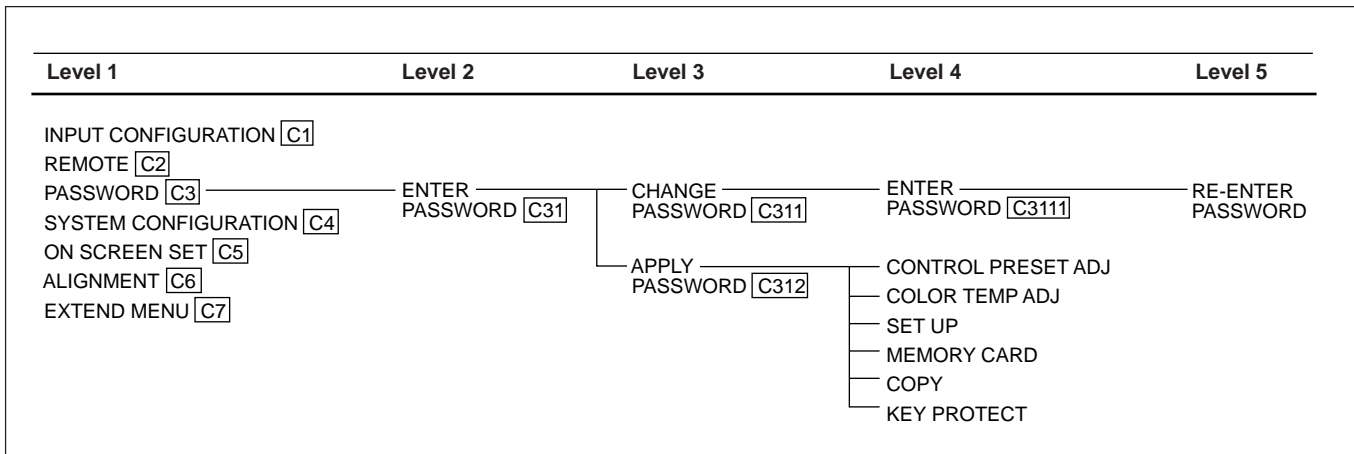 Level 1 Level 2 Level 3 Level 4 Level 5
INPUT CONFIGURATION C1
REMOTE C2
PASSWORD C3
ENTER
PASSWORD C31
CHANGE
PASSWORD C311
ENTER
PASSWORD C3111
RE-ENTER
PASSWORD
SYSTEM CONFIGURATION C4
ON SCREEN SET C5
ALIGNMENT C6
EXTEND MENU C7
APPLY
PASSWORD C312
CONTROL PRESET ADJ
COLOR TEMP ADJ
SET UP
MEMORY CARD
COPY
KEY PROTECT